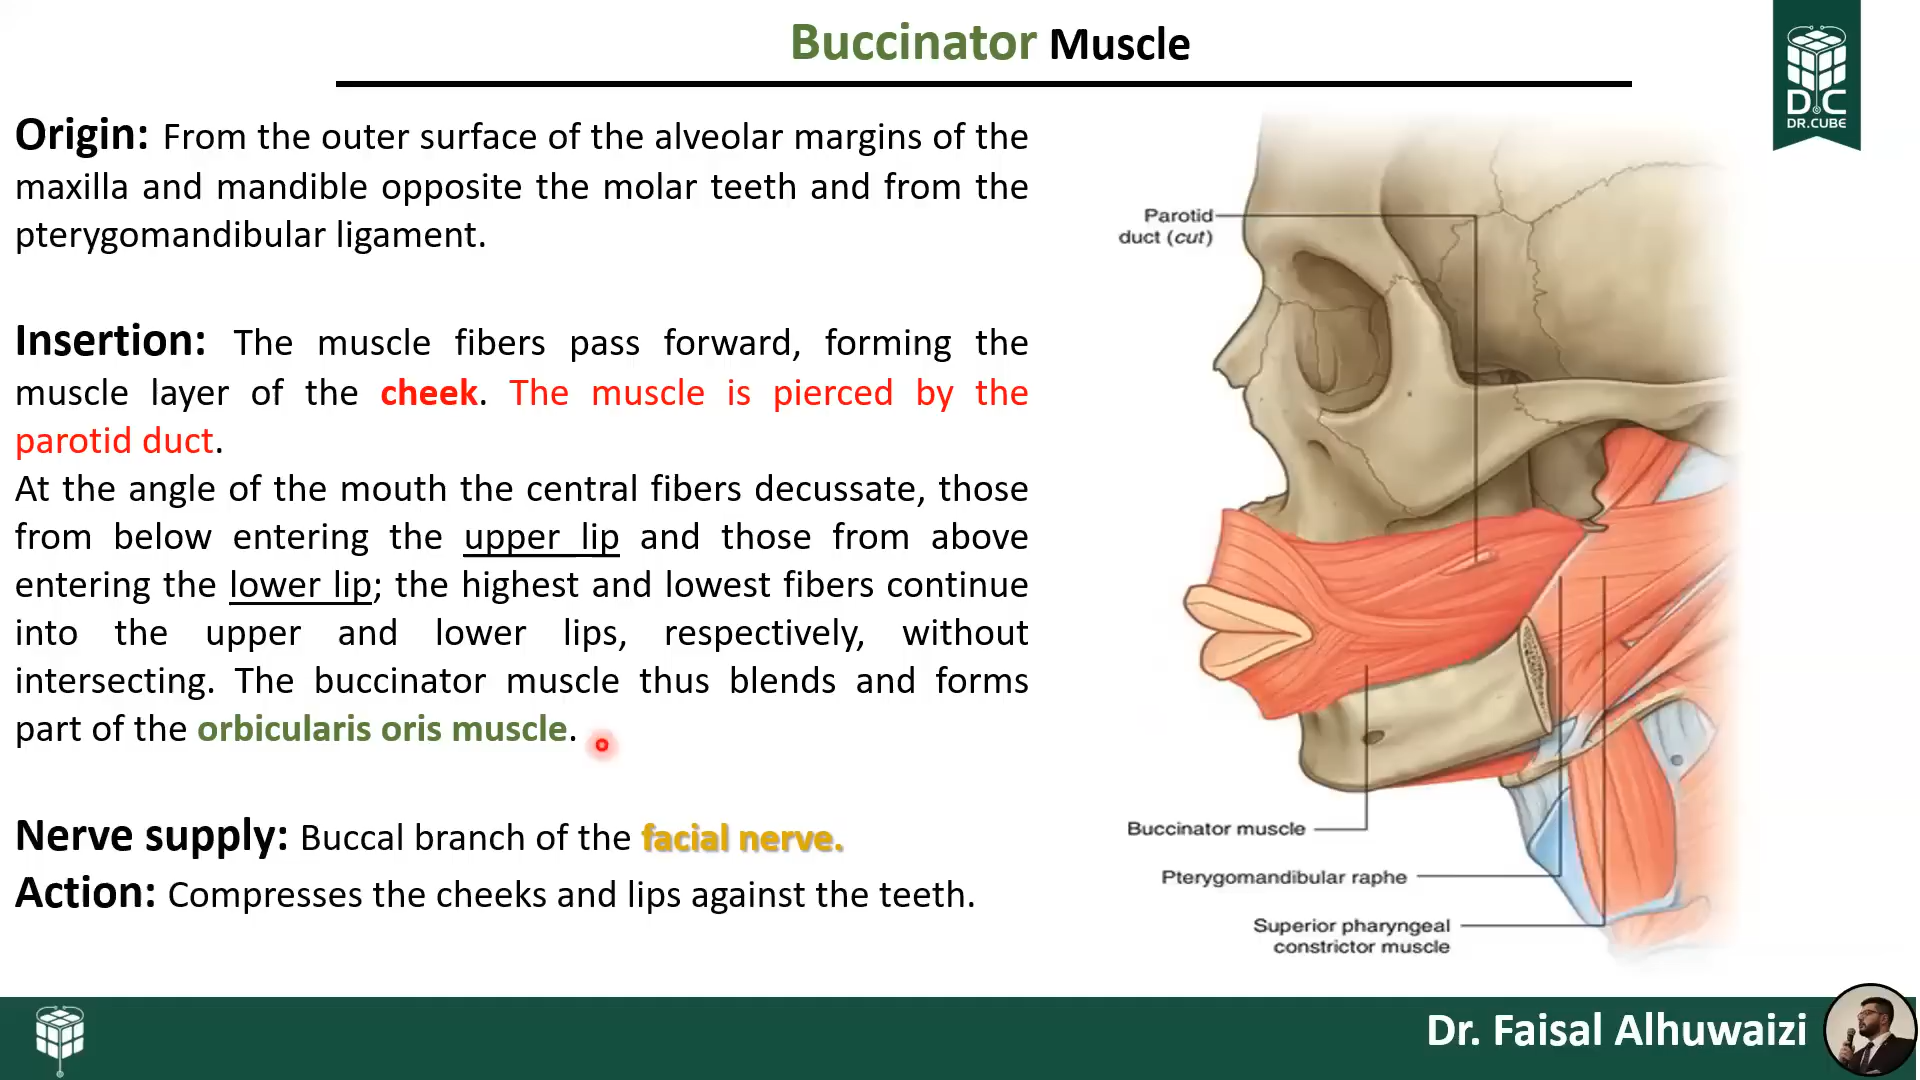 Buccinator Muscle
DC
DR.CUBE
Origin: From the outer surface of the alveolar margins of the
maxilla and mandible opposite the molar teeth and from the
pterygomandibular ligament.
Insertion: The muscle fibers pass forward, forming the
muscle layer of the cheek. The muscle is pierced by the
parotid duct.
At the angle of the mouth the central fibers decussate, those
from below entering the upper lip and those from above
entering the lower lip; the highest and lowest fibers continue
into the upper and lower lips, respectively, without
intersecting. The buccinator muscle thus blends and forms
part of the orbicularis oris muscle.
Nerve supply: Buccal branch of the facial nerve.
Action: Compresses the cheeks and lips against the teeth.
Parotid
duct (cut)
Buccinator muscle
Pterygomandibular raphe
Superior pharyngeal
constrictor muscle
Dr. Faisal Alhuwaizi